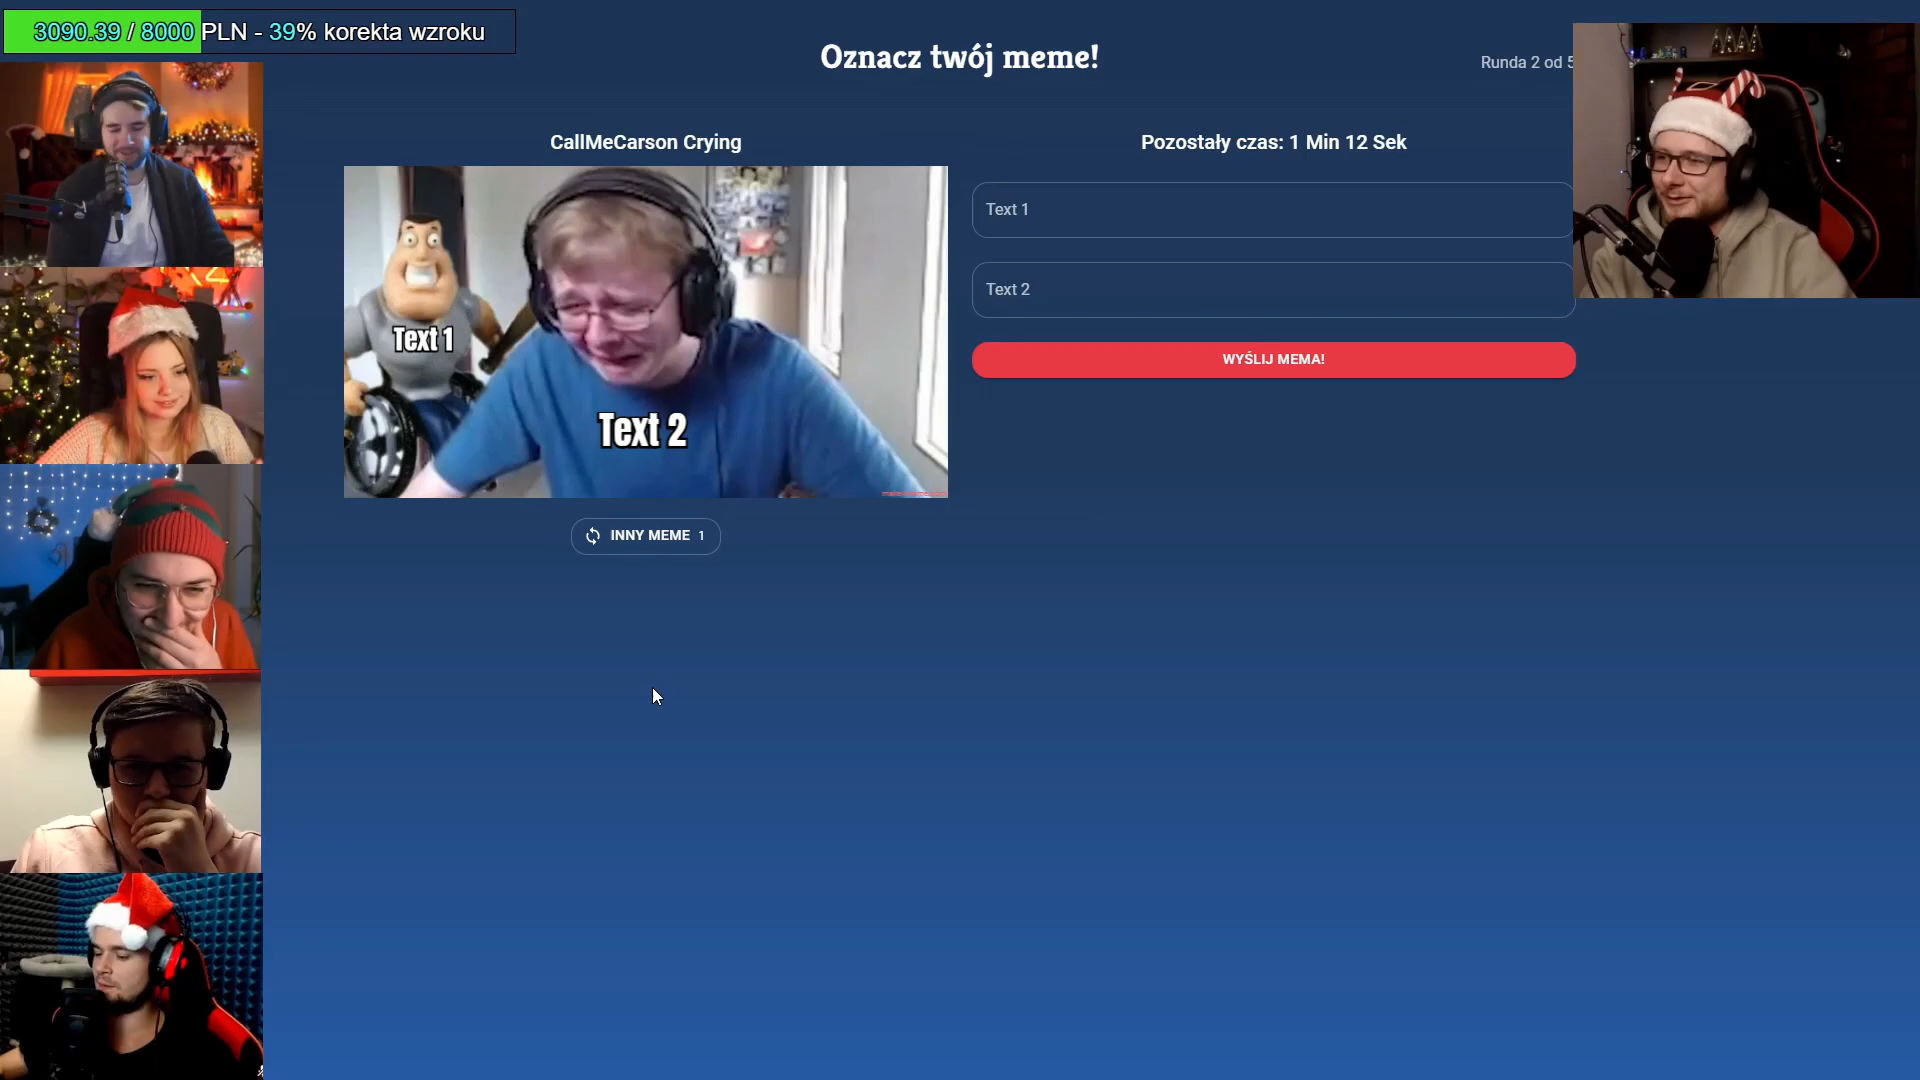 3090.39 / 8000 PLN - 39% korekta wzroku
Oznacz twój meme!
Runda 2 od 5
CallMeCarson Crying
Pozostały czas: 1 Min 12 Sek
Text 1
Text 2
Text 1
Text 2
WYŚLIJ MEMA!
INNY MEME 1